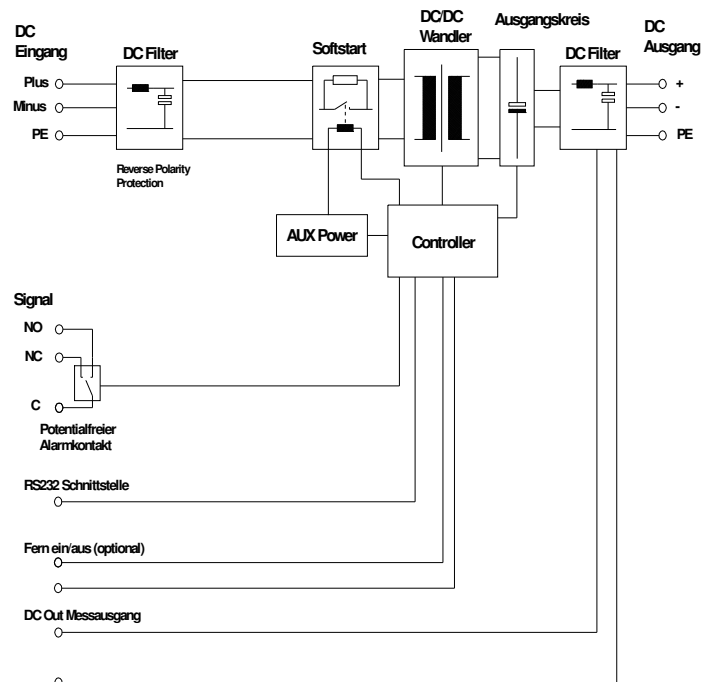 DC
Eingang
DC Filter
Softstart
DC/DC
Wandler
Ausgangskreis
DC Filter
DC
Ausgang
Plus
Minus
PE
+
-
PE
Reverse Polarity
Protection
AUX Power
Controller
Signal
NO
NC
C
Potentialfreier
Alarmkontakt
RS232 Schnittstelle
Fern ein/aus (optional)
DC Out Messausgang